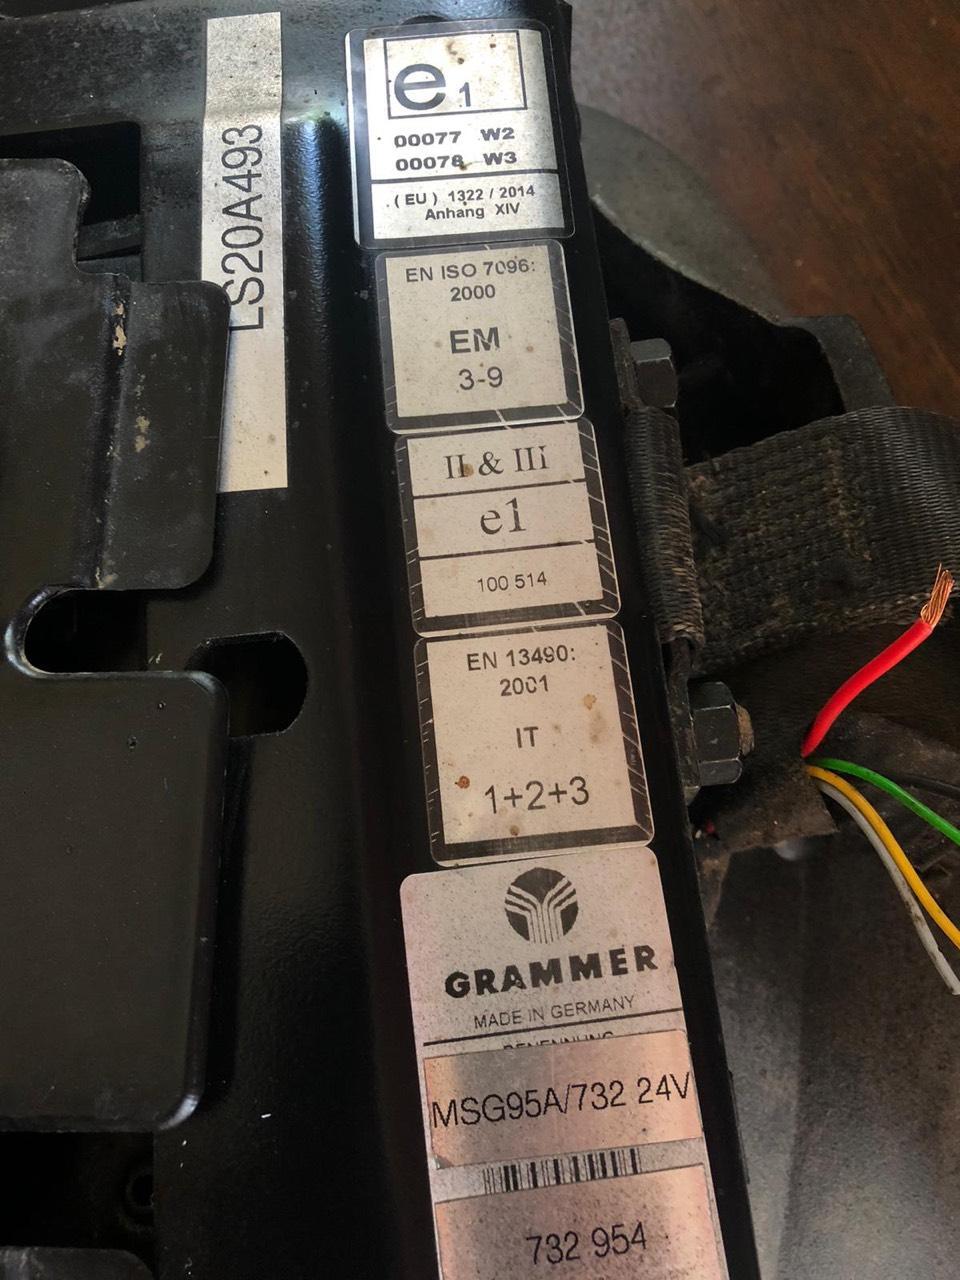 LS20A493
e1
00077 W2
00078 W3
(EU) 1322 / 2014
Anhang XIV
EN ISO 7096:
2000
EM
3-9
II & III
e1
100 514
EN 13490:
2001
IT
1+2+3
GRAMMER
MADE IN GERMANY
BENENNUNG
MSG95A/732 24V
732 954